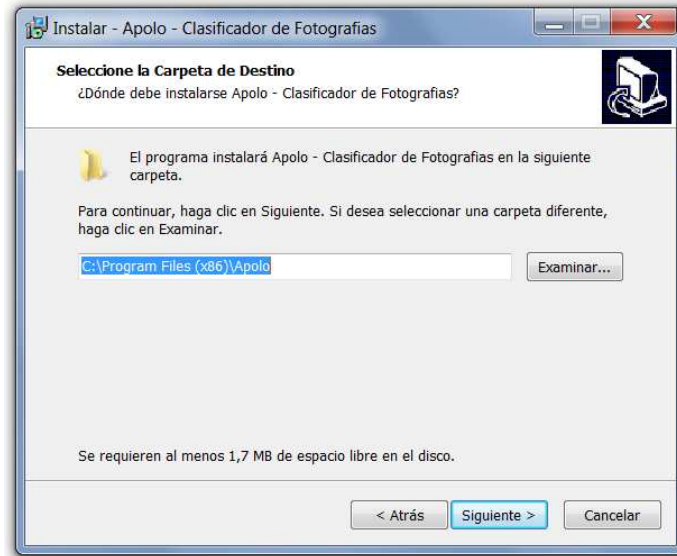 Instalar - Apolo - Clasificador de Fotografias
Seleccione la Carpeta de Destino
¿Dónde debe instalarse Apolo - Clasificador de Fotografias?
El programa instalará Apolo - Clasificador de Fotografias en la siguiente
carpeta.
Para continuar, haga clic en Siguiente. Si desea seleccionar una carpeta diferente,
haga clic en Examinar.
C:\Program Files (x86)\Apolo
Examinar...
Se requieren al menos 1,7 MB de espacio libre en el disco.
< Atrás
Siguiente >
Cancelar